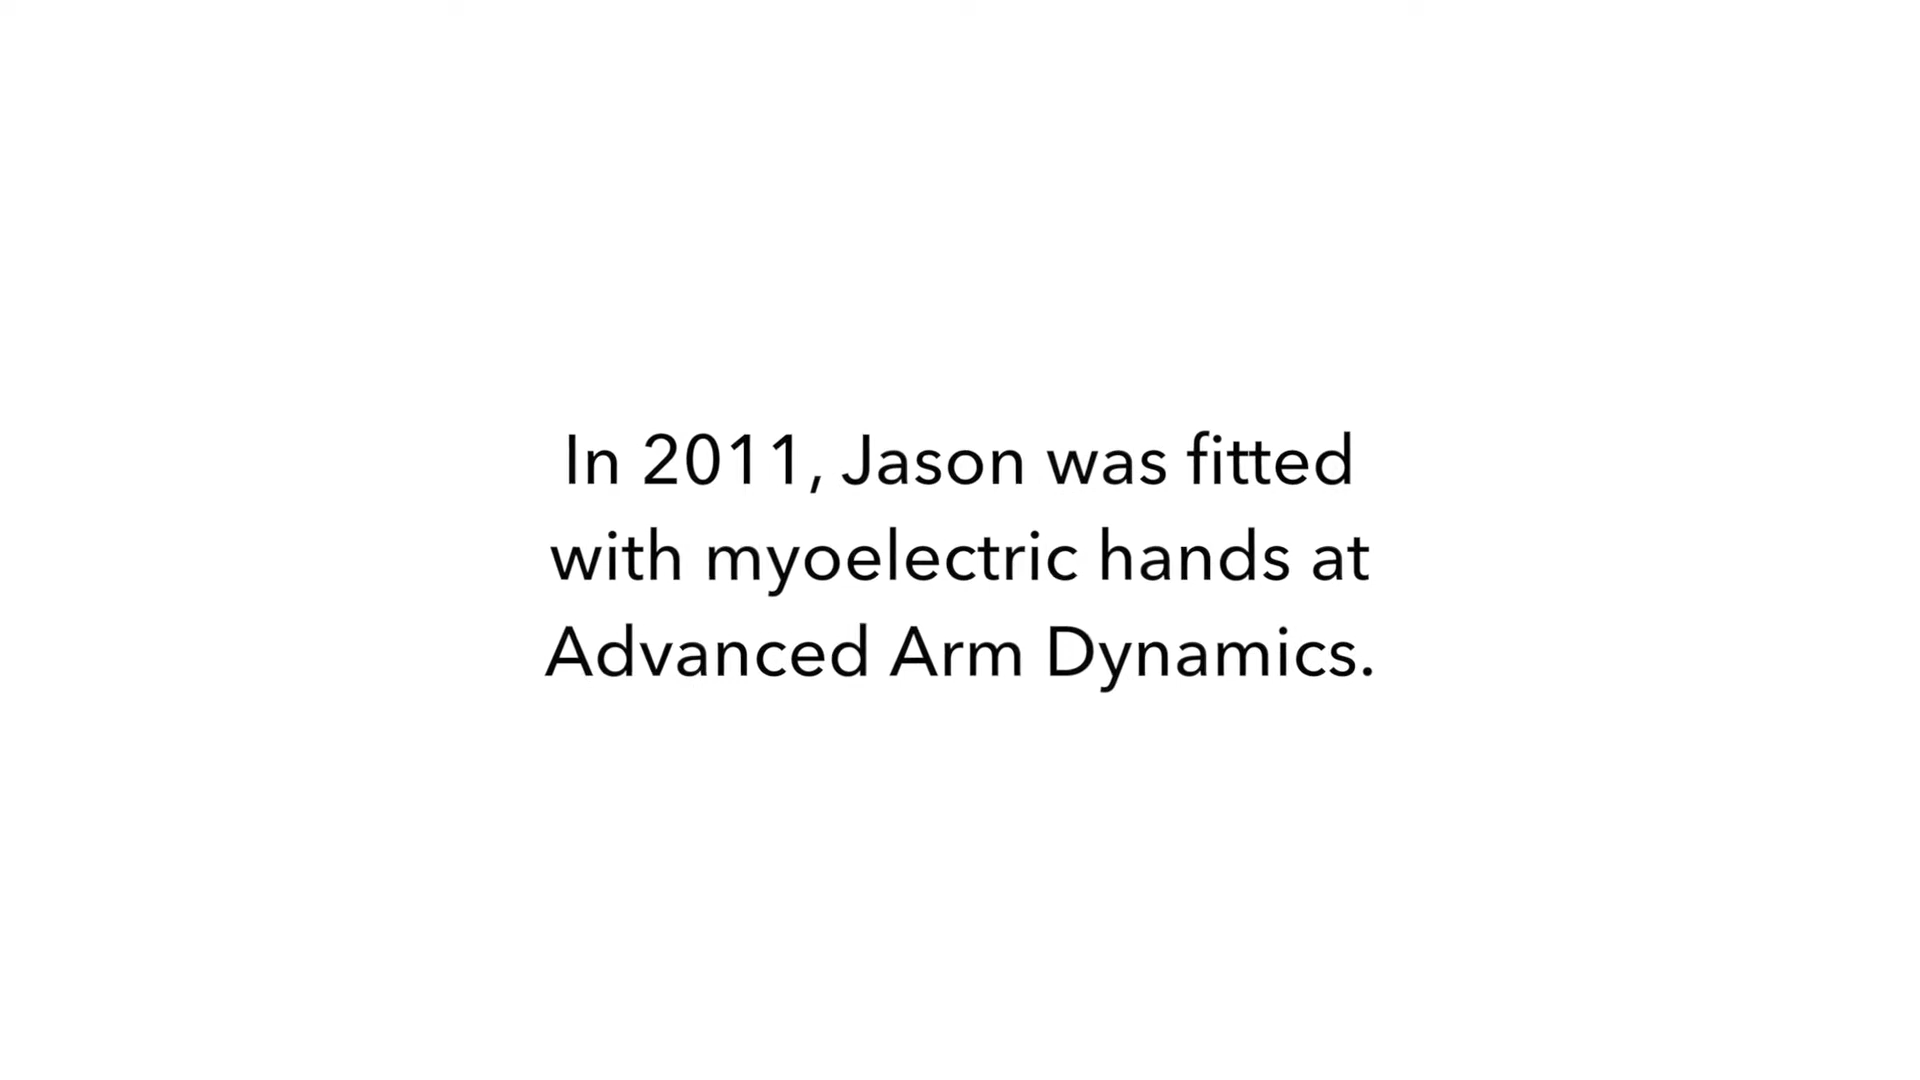 In 2011, Jason was fitted
with myoelectric hands at
Advanced Arm Dynamics.